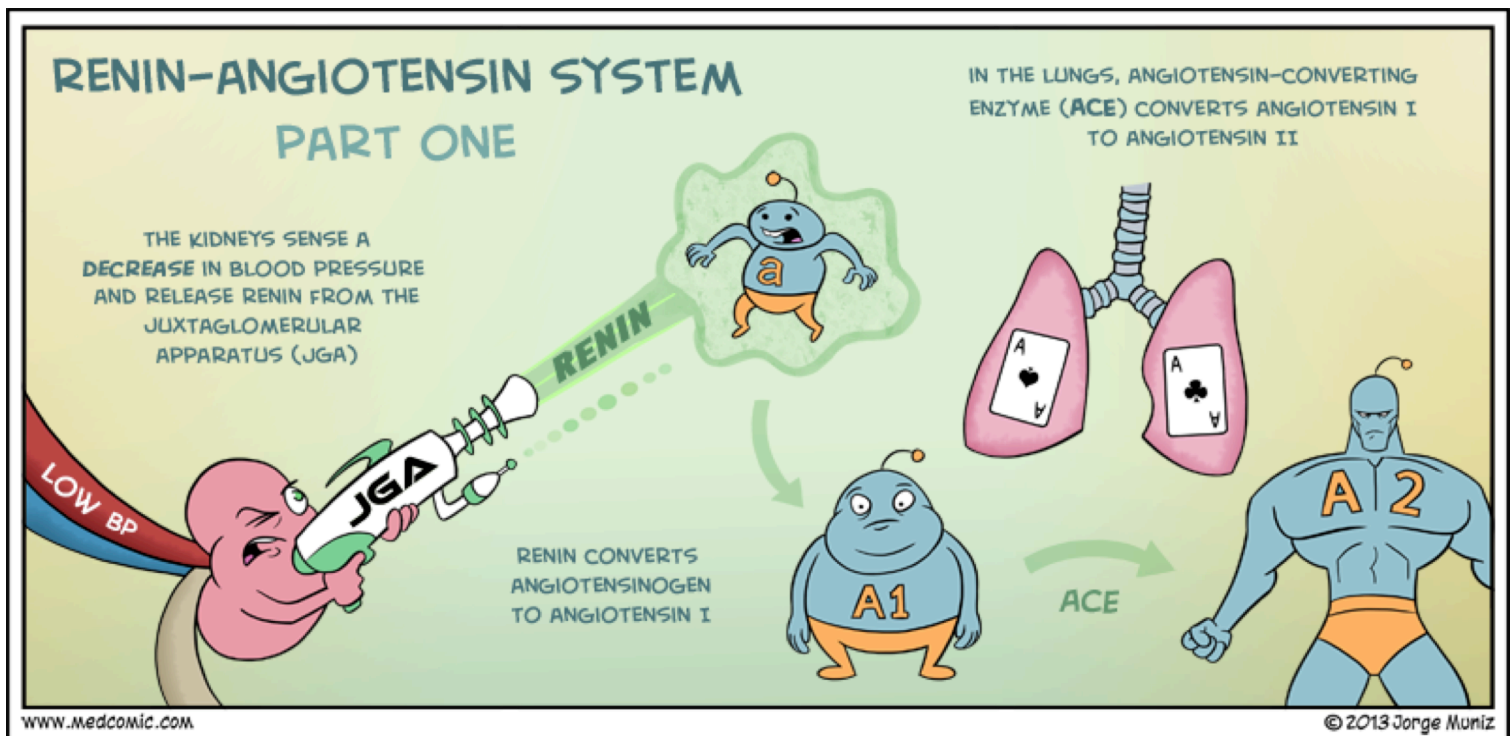 RENIN-ANGIOTENSIN SYSTEM
PART ONE
THE KIDNEYS SENSE A
DECREASE IN BLOOD PRESSURE
AND RELEASE RENIN FROM THE
JUXTAGLOMERULAR
APPARATUS (JGA)
LOW BP
JGA
RENIN
a
RENIN CONVERTS
ANGIOTENSINOGEN
TO ANGIOTENSIN I
A1
ACE
IN THE LUNGS, ANGIOTENSIN-CONVERTING
ENZYME (ACE) CONVERTS ANGIOTENSIN I
TO ANGIOTENSIN II
A
A
A
A
A 2
www.medcomic.com
© 2013 Jorge Muniz